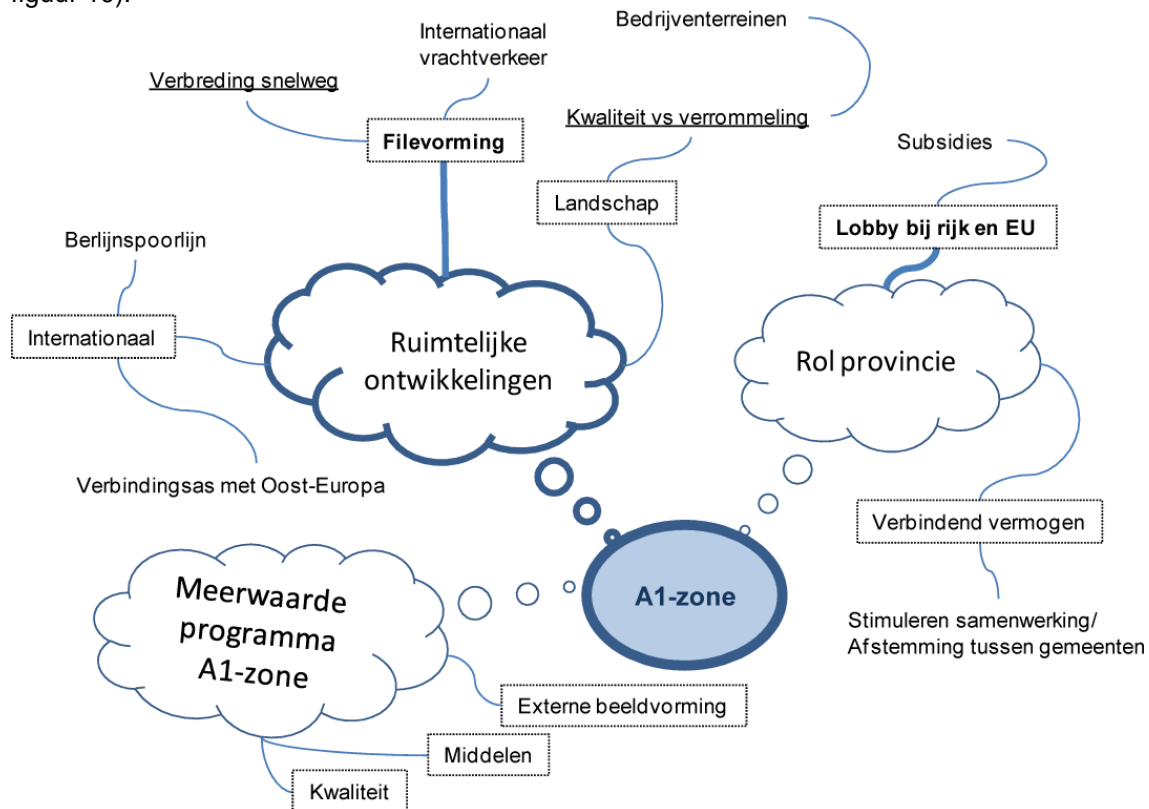 figuur 10).
Bedrijventerreinen
Internationaal
vrachtverkeer
Verbreding snelweg
Kwaliteit vs verrommeling
Filevorming
Subsidies
Landschap
Lobby bij rijk en EU
Berlijnspoorlijn
Internationaal
Ruimtelijke
ontwikkelingen
Rol provincie
Verbindingsas met Oost-Europa
Verbindend vermogen
Meerwaarde
programma
A1-zone
A1-zone
Stimuleren samenwerking/
Afstemming tussen gemeenten
Externe beeldvorming
Middelen
Kwaliteit